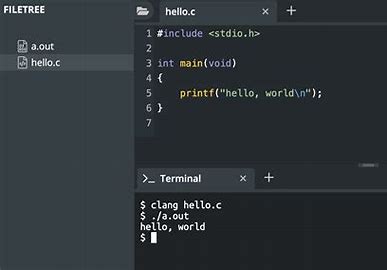 FILETREE
a.out
hello.c
hello.c × +
1 #include <stdio.h>
2
3 int main(void)
4 {
5     printf("hello, world\n");
6 }
7
>_ Terminal × +
$ clang hello.c
$ ./a.out
hello, world
$